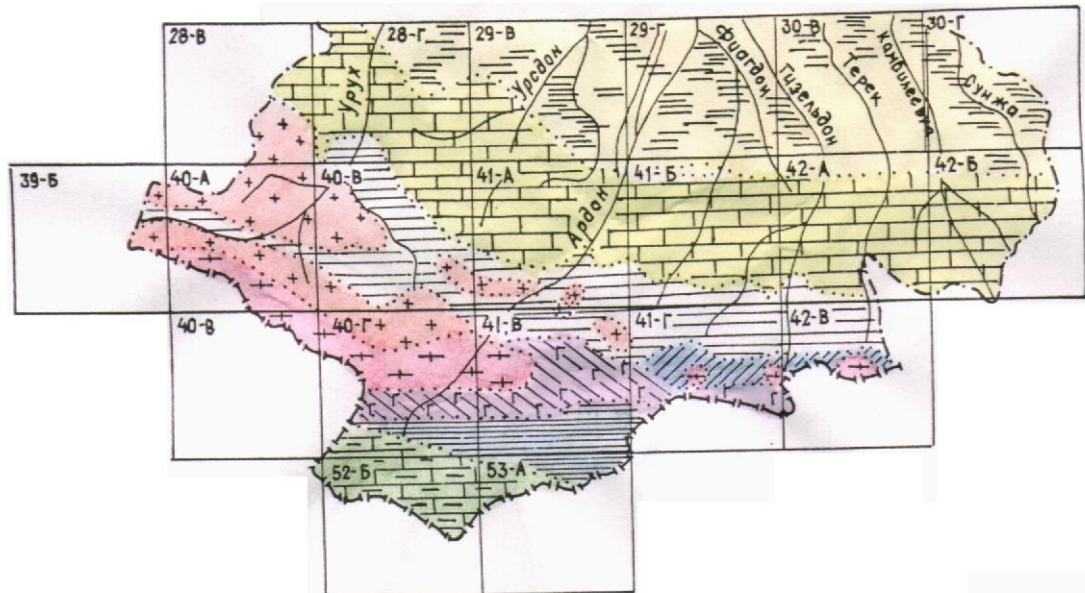 28-В 28-Г 29-В 29-Г 30-В 30-Г
Урух
Урсдон
Фиагдон
Гизельдон
Терек
Камбилеевка
Сунжа
39-Б 40-А 40-В 41-А 41-Б 42-А 42-Б
Ардон
40-В 40-Г 41-В 41-Г 42-В
52-Б 53-А